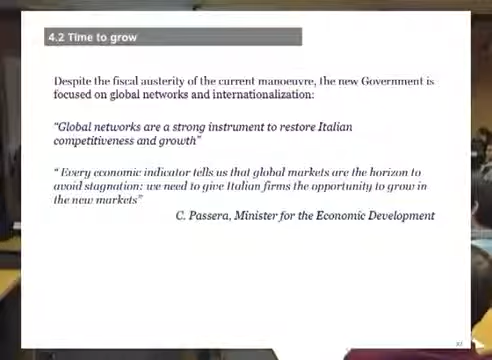 4.2 Time to grow
Despite the fiscal austerity of the current manoeuvre, the new Government is
focused on global networks and internationalization:
“Global networks are a strong instrument to restore Italian
competitiveness and growth”
“ Every economic indicator tells us that global markets are the horizon to
avoid stagnation: we need to give Italian firms the opportunity to grow in
the new markets”
C. Passera, Minister for the Economic Development